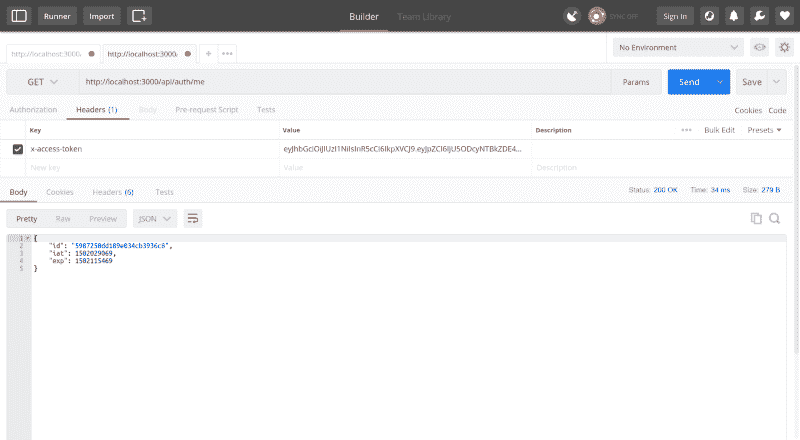 Runner Import Builder Team Library SYNC OFF Sign In
http://localhost:3000/ http://localhost:3000/ + ••• No Environment
GET http://localhost:3000/api/auth/me Params Send Save
Authorization Headers (1) Body Pre-request Script Tests Cookies Code
Key Value Description ••• Bulk Edit Presets
x-access-token
New key Value Description
Body Cookies Headers (6) Tests Status: 200 OK Time: 34 ms Size: 279 B
Pretty Raw Preview JSON
1 {
2 "id":
3 "iat": 1502029069,
4 "exp": 1502115469
5 }